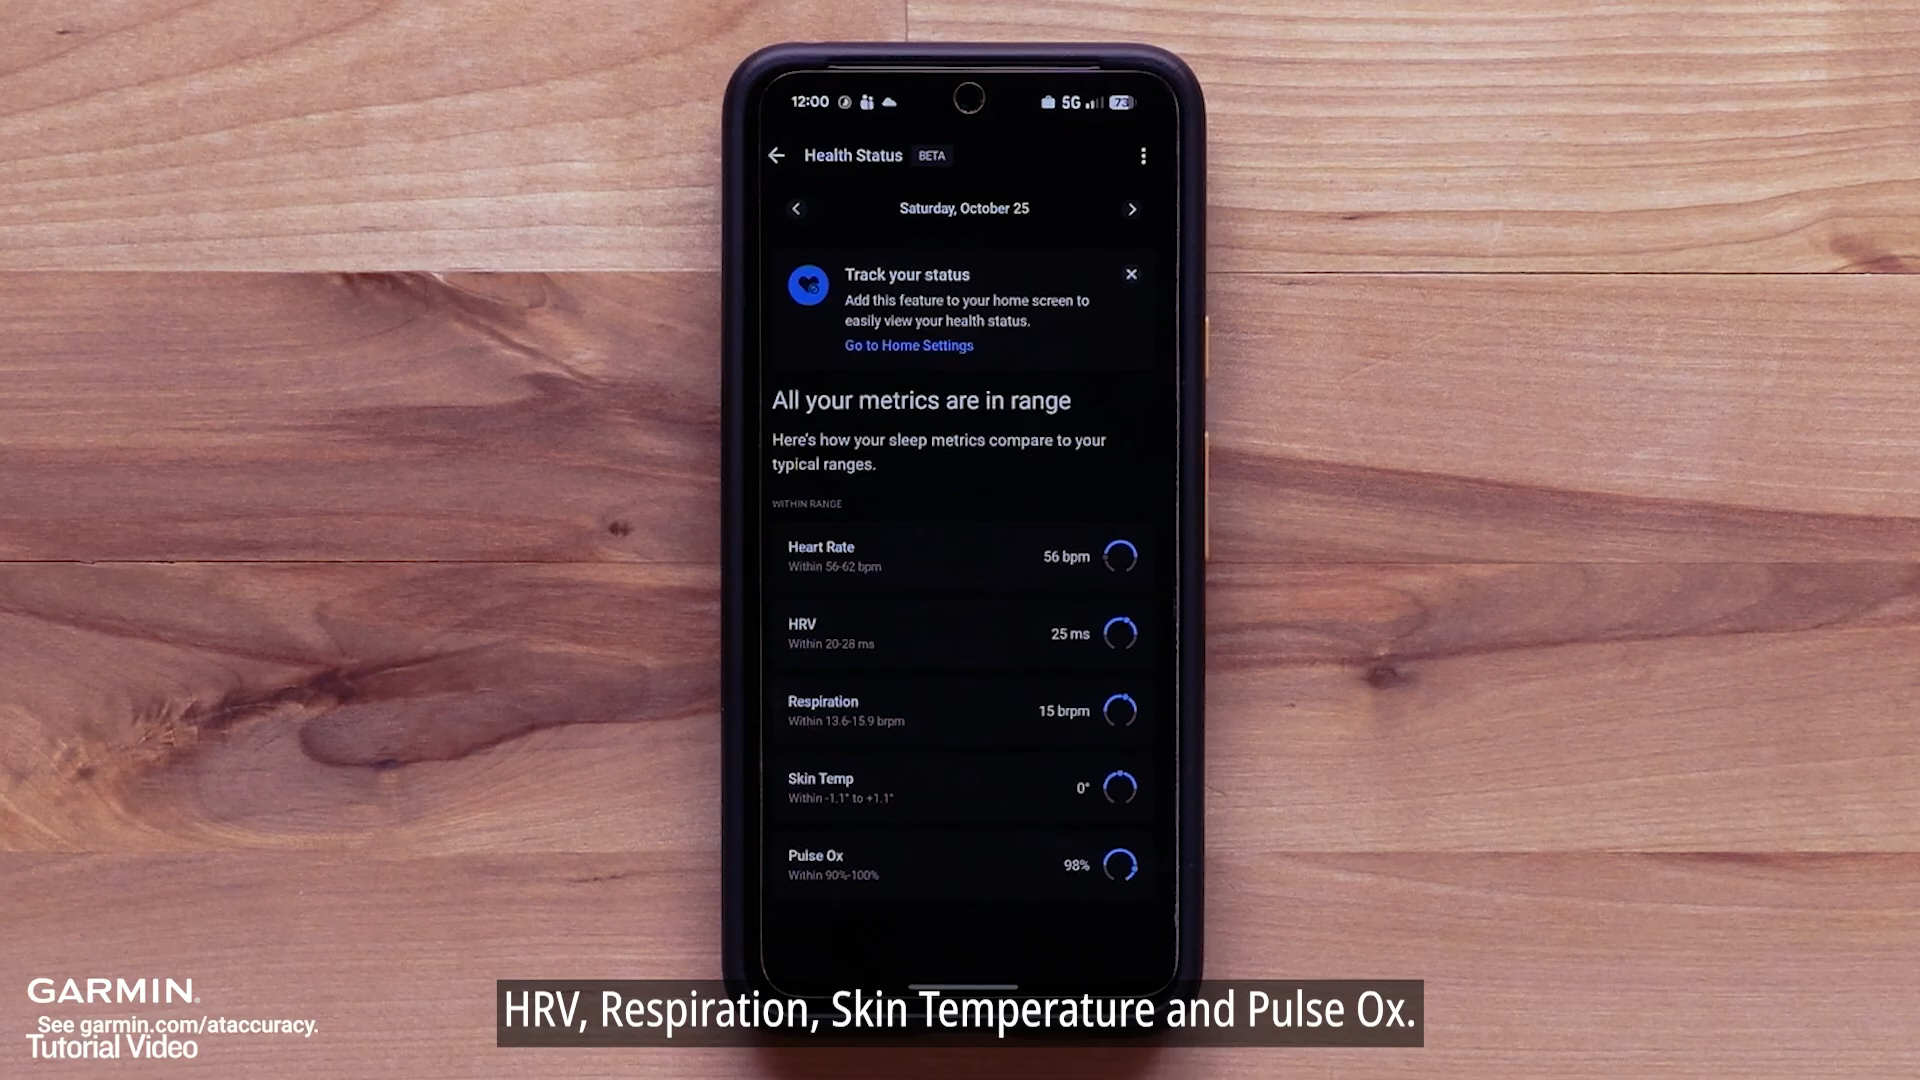 12:00
5G
73
Health Status BETA
Saturday, October 25
Track your status
Add this feature to your home screen to
easily view your health status.
Go to Home Settings
All your metrics are in range
Here's how your sleep metrics compare to your
typical ranges.
WITHIN RANGE
Heart Rate
Within 56-62 bpm
56 bpm
HRV
Within 20-28 ms
25 ms
Respiration
Within 13.6-15.9 brpm
15 brpm
Skin Temp
Within -1.1° to +1.1°
0°
Pulse Ox
Within 90%-100%
98%
GARMIN.
See garmin.com/ataccuracy.
Tutorial Video
HRV, Respiration, Skin Temperature and Pulse Ox.